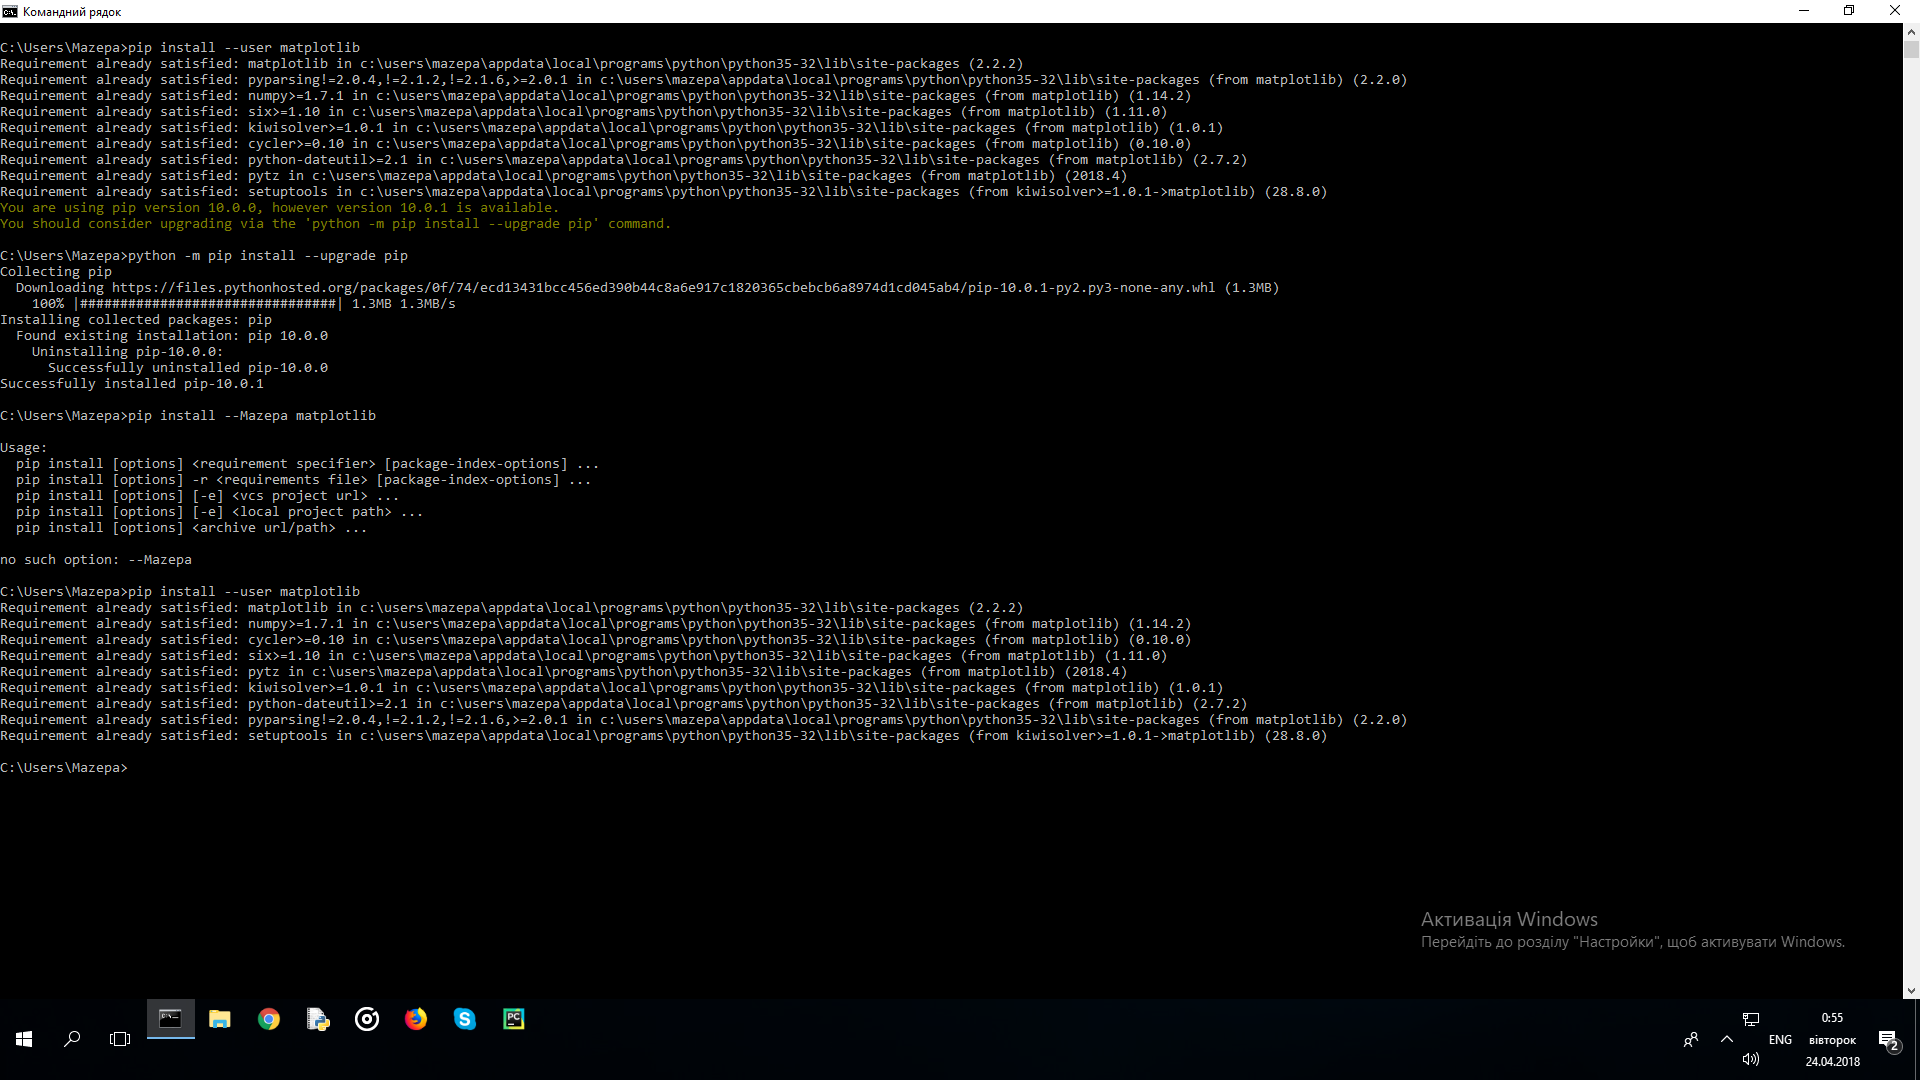 Командний рядок
C:\Users\Mazepa>pip install --user matplotlib
Requirement already satisfied: matplotlib in c:\users\mazepa\appdata\local\programs\python\python35-32\lib\site-packages (2.2.2)
Requirement already satisfied: pyparsing!=2.0.4,!=2.1.2,!=2.1.6,>=2.0.1 in c:\users\mazepa\appdata\local\programs\python\python35-32\lib\site-packages (from matplotlib) (2.2.0)
Requirement already satisfied: numpy>=1.7.1 in c:\users\mazepa\appdata\local\programs\python\python35-32\lib\site-packages (from matplotlib) (1.14.2)
Requirement already satisfied: six>=1.10 in c:\users\mazepa\appdata\local\programs\python\python35-32\lib\site-packages (from matplotlib) (1.11.0)
Requirement already satisfied: kiwisolver>=1.0.1 in c:\users\mazepa\appdata\local\programs\python\python35-32\lib\site-packages (from matplotlib) (1.0.1)
Requirement already satisfied: cycler>=0.10 in c:\users\mazepa\appdata\local\programs\python\python35-32\lib\site-packages (from matplotlib) (0.10.0)
Requirement already satisfied: python-dateutil>=2.1 in c:\users\mazepa\appdata\local\programs\python\python35-32\lib\site-packages (from matplotlib) (2.7.2)
Requirement already satisfied: pytz in c:\users\mazepa\appdata\local\programs\python\python35-32\lib\site-packages (from matplotlib) (2018.4)
Requirement already satisfied: setuptools in c:\users\mazepa\appdata\local\programs\python\python35-32\lib\site-packages (from kiwisolver>=1.0.1->matplotlib) (28.8.0)
You are using pip version 10.0.0, however version 10.0.1 is available.
You should consider upgrading via the 'python -m pip install --upgrade pip' command.
C:\Users\Mazepa>python -m pip install --upgrade pip
Collecting pip
Downloading https://files.pythonhosted.org/packages/0f/74/ecd13431bcc456ed390b44c8a6e917c1820365cbebcb6a8974d1cd045ab4/pip-10.0.1-py2.py3-none-any.whl (1.3MB)
100% |################################| 1.3MB 1.3MB/s
Installing collected packages: pip
Found existing installation: pip 10.0.0
Uninstalling pip-10.0.0:
Successfully uninstalled pip-10.0.0
Successfully installed pip-10.0.1
C:\Users\Mazepa>pip install --Mazepa matplotlib
Usage:
pip install [options] <requirement specifier> [package-index-options] ...
pip install [options] -r <requirements file> [package-index-options] ...
pip install [options] [-e] <vcs project url> ...
pip install [options] [-e] <local project path> ...
pip install [options] <archive url/path> ...
no such option: --Mazepa
C:\Users\Mazepa>pip install --user matplotlib
Requirement already satisfied: matplotlib in c:\users\mazepa\appdata\local\programs\python\python35-32\lib\site-packages (2.2.2)
Requirement already satisfied: numpy>=1.7.1 in c:\users\mazepa\appdata\local\programs\python\python35-32\lib\site-packages (from matplotlib) (1.14.2)
Requirement already satisfied: cycler>=0.10 in c:\users\mazepa\appdata\local\programs\python\python35-32\lib\site-packages (from matplotlib) (0.10.0)
Requirement already satisfied: six>=1.10 in c:\users\mazepa\appdata\local\programs\python\python35-32\lib\site-packages (from matplotlib) (1.11.0)
Requirement already satisfied: pytz in c:\users\mazepa\appdata\local\programs\python\python35-32\lib\site-packages (from matplotlib) (2018.4)
Requirement already satisfied: kiwisolver>=1.0.1 in c:\users\mazepa\appdata\local\programs\python\python35-32\lib\site-packages (from matplotlib) (1.0.1)
Requirement already satisfied: python-dateutil>=2.1 in c:\users\mazepa\appdata\local\programs\python\python35-32\lib\site-packages (from matplotlib) (2.7.2)
Requirement already satisfied: pyparsing!=2.0.4,!=2.1.2,!=2.1.6,>=2.0.1 in c:\users\mazepa\appdata\local\programs\python\python35-32\lib\site-packages (from matplotlib) (2.2.0)
Requirement already satisfied: setuptools in c:\users\mazepa\appdata\local\programs\python\python35-32\lib\site-packages (from kiwisolver>=1.0.1->matplotlib) (28.8.0)
C:\Users\Mazepa>
Активація Windows
Перейдіть до розділу "Настройки", щоб активувати Windows.
PC
0:55
ENG вівторок 2
24.04.2018